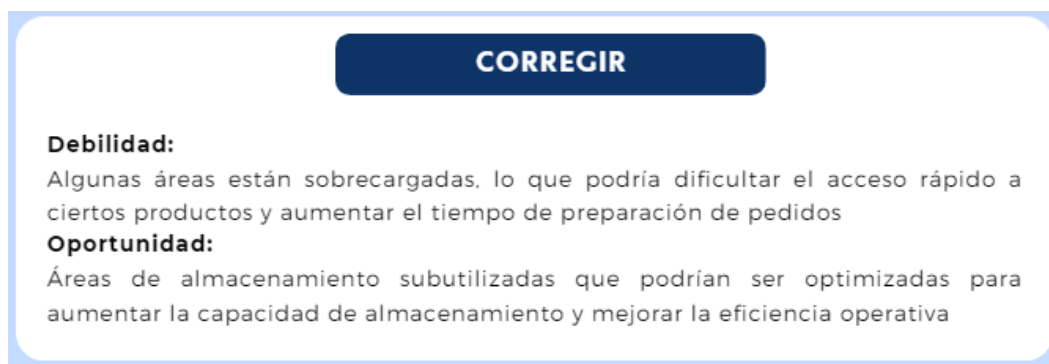 CORREGIR
Debilidad:
Algunas áreas están sobrecargadas, lo que podría dificultar el acceso rápido a
ciertos productos y aumentar el tiempo de preparación de pedidos
Oportunidad:
Áreas de almacenamiento subutilizadas que podrían ser optimizadas para
aumentar la capacidad de almacenamiento y mejorar la eficiencia operativa